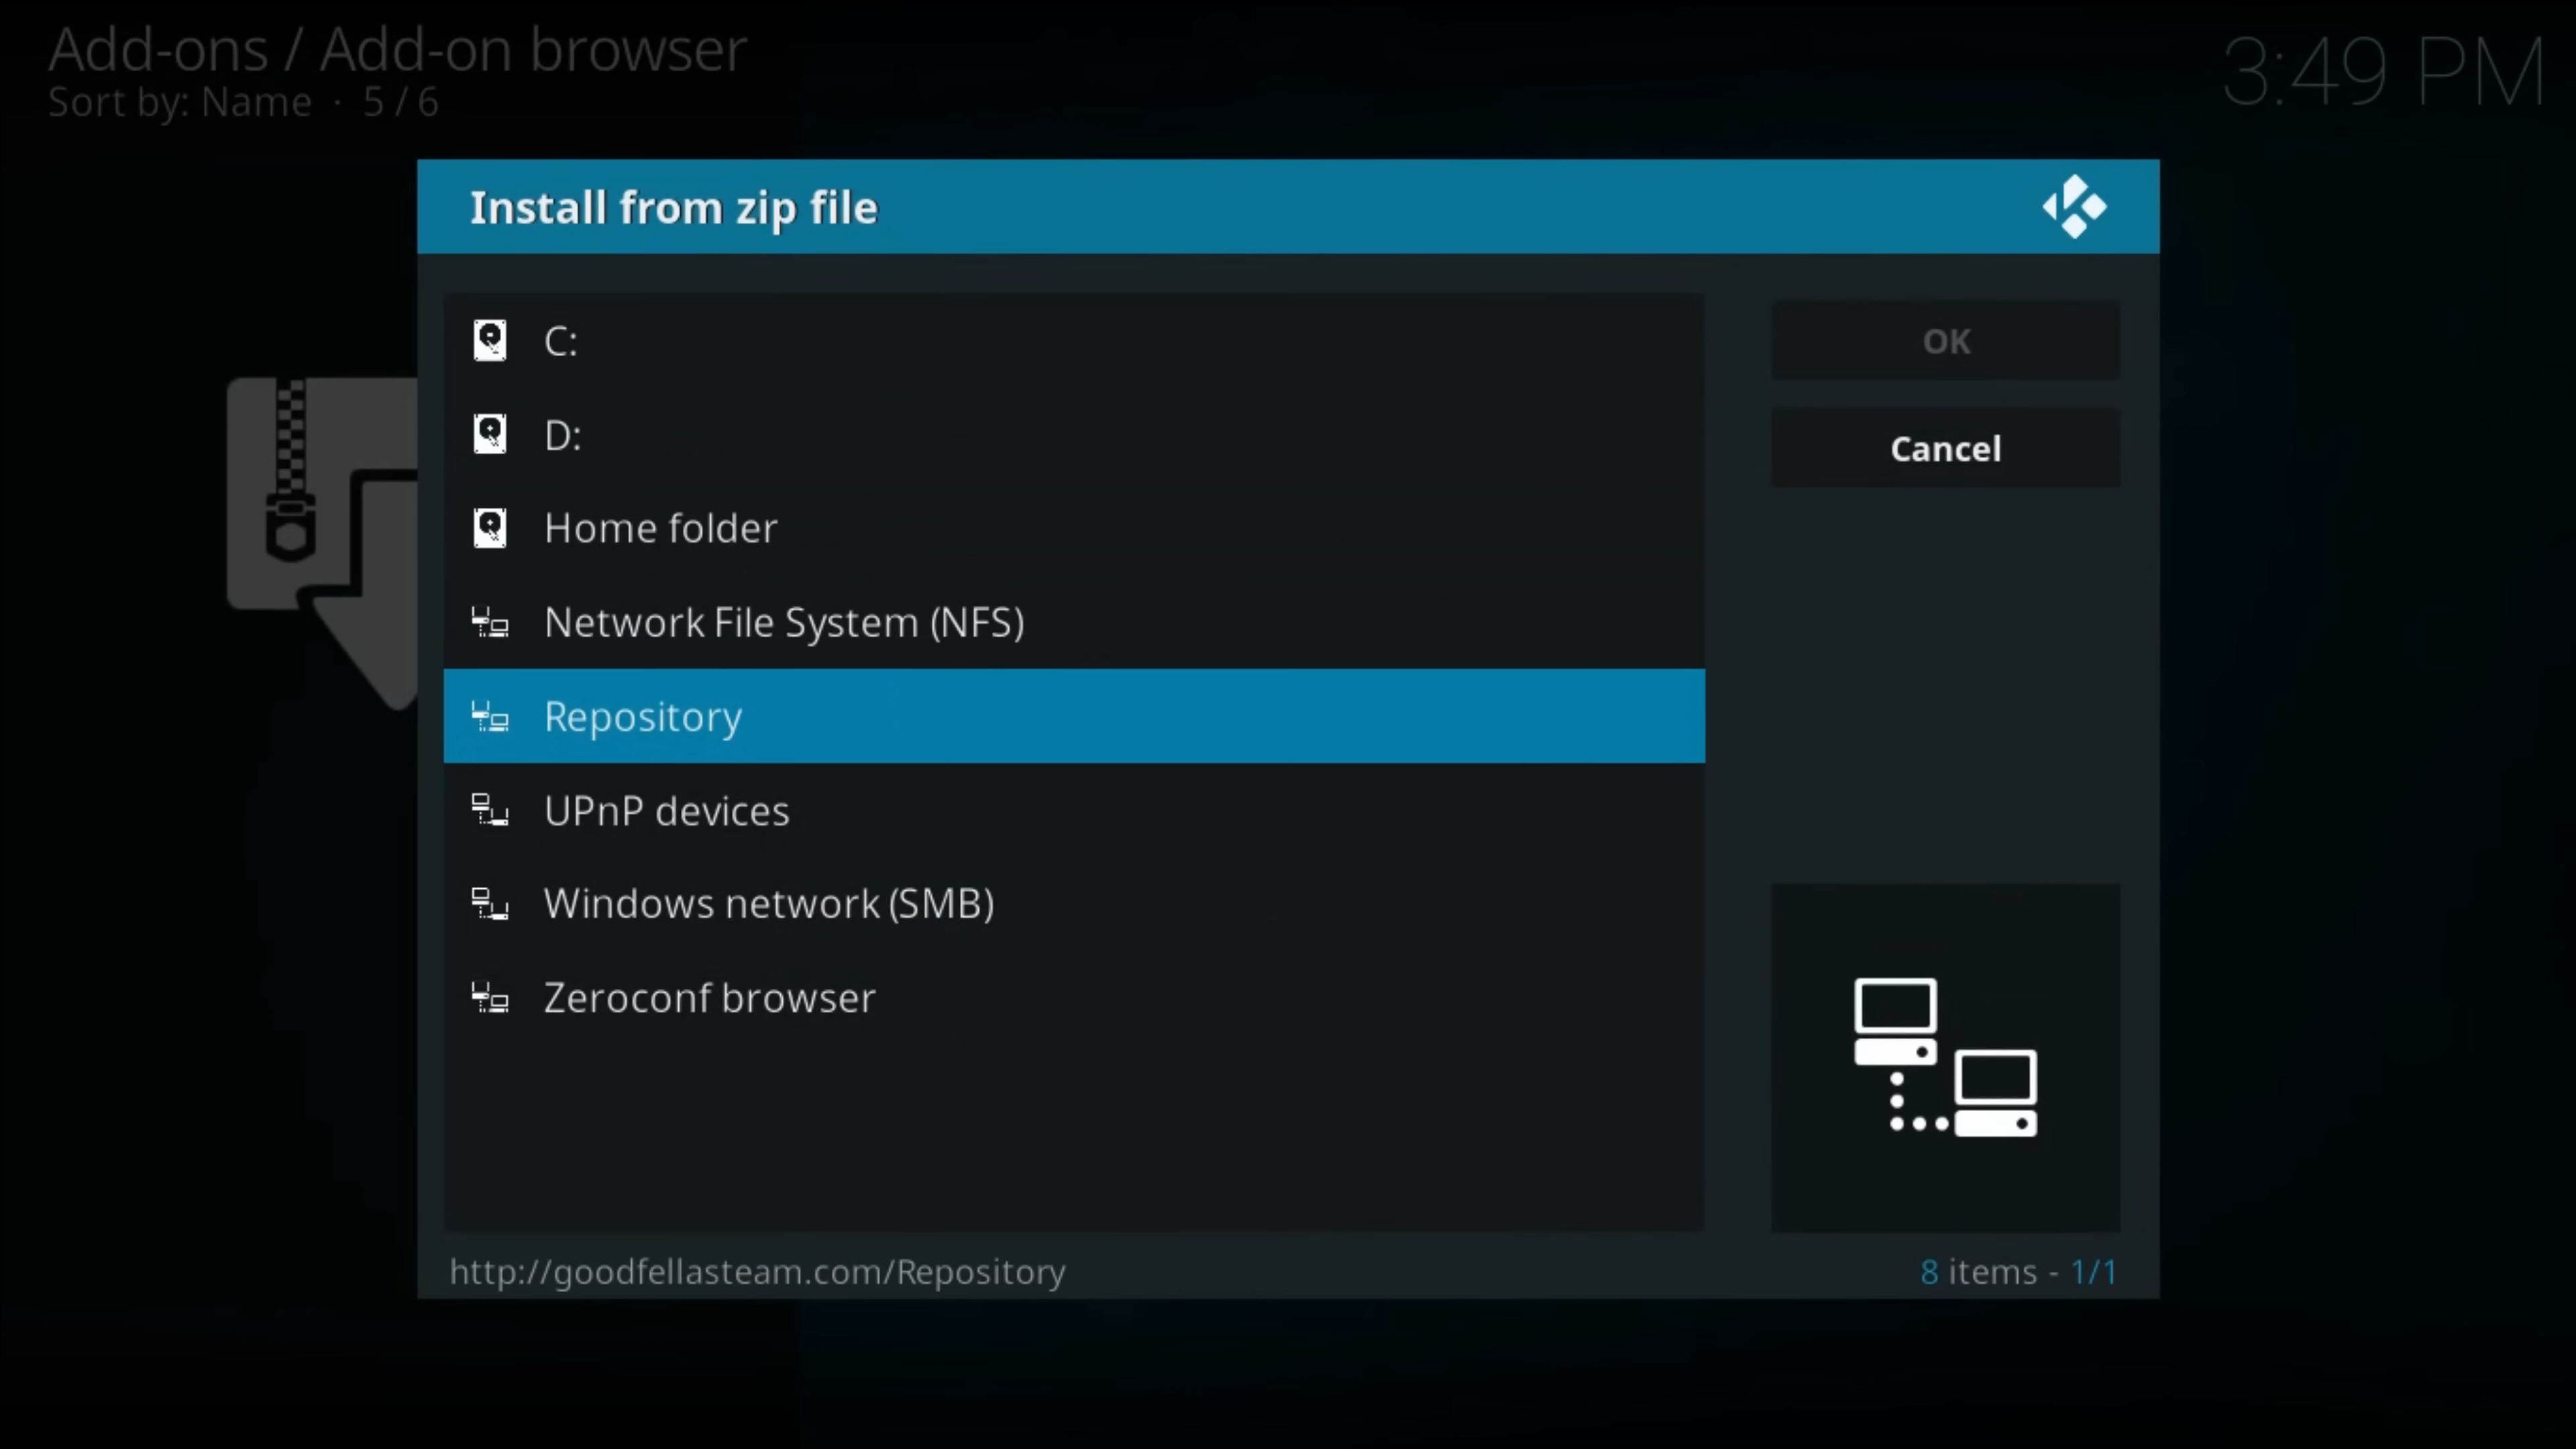 Add-ons / Add-on browser
Sort by: Name · 5 / 6
3:49 PM
Install from zip file
C:
D:
Home folder
Network File System (NFS)
Repository
UPnP devices
Windows network (SMB)
Zeroconf browser
OK
Cancel
http://goodfellasteam.com/Repository
8 items - 1/1